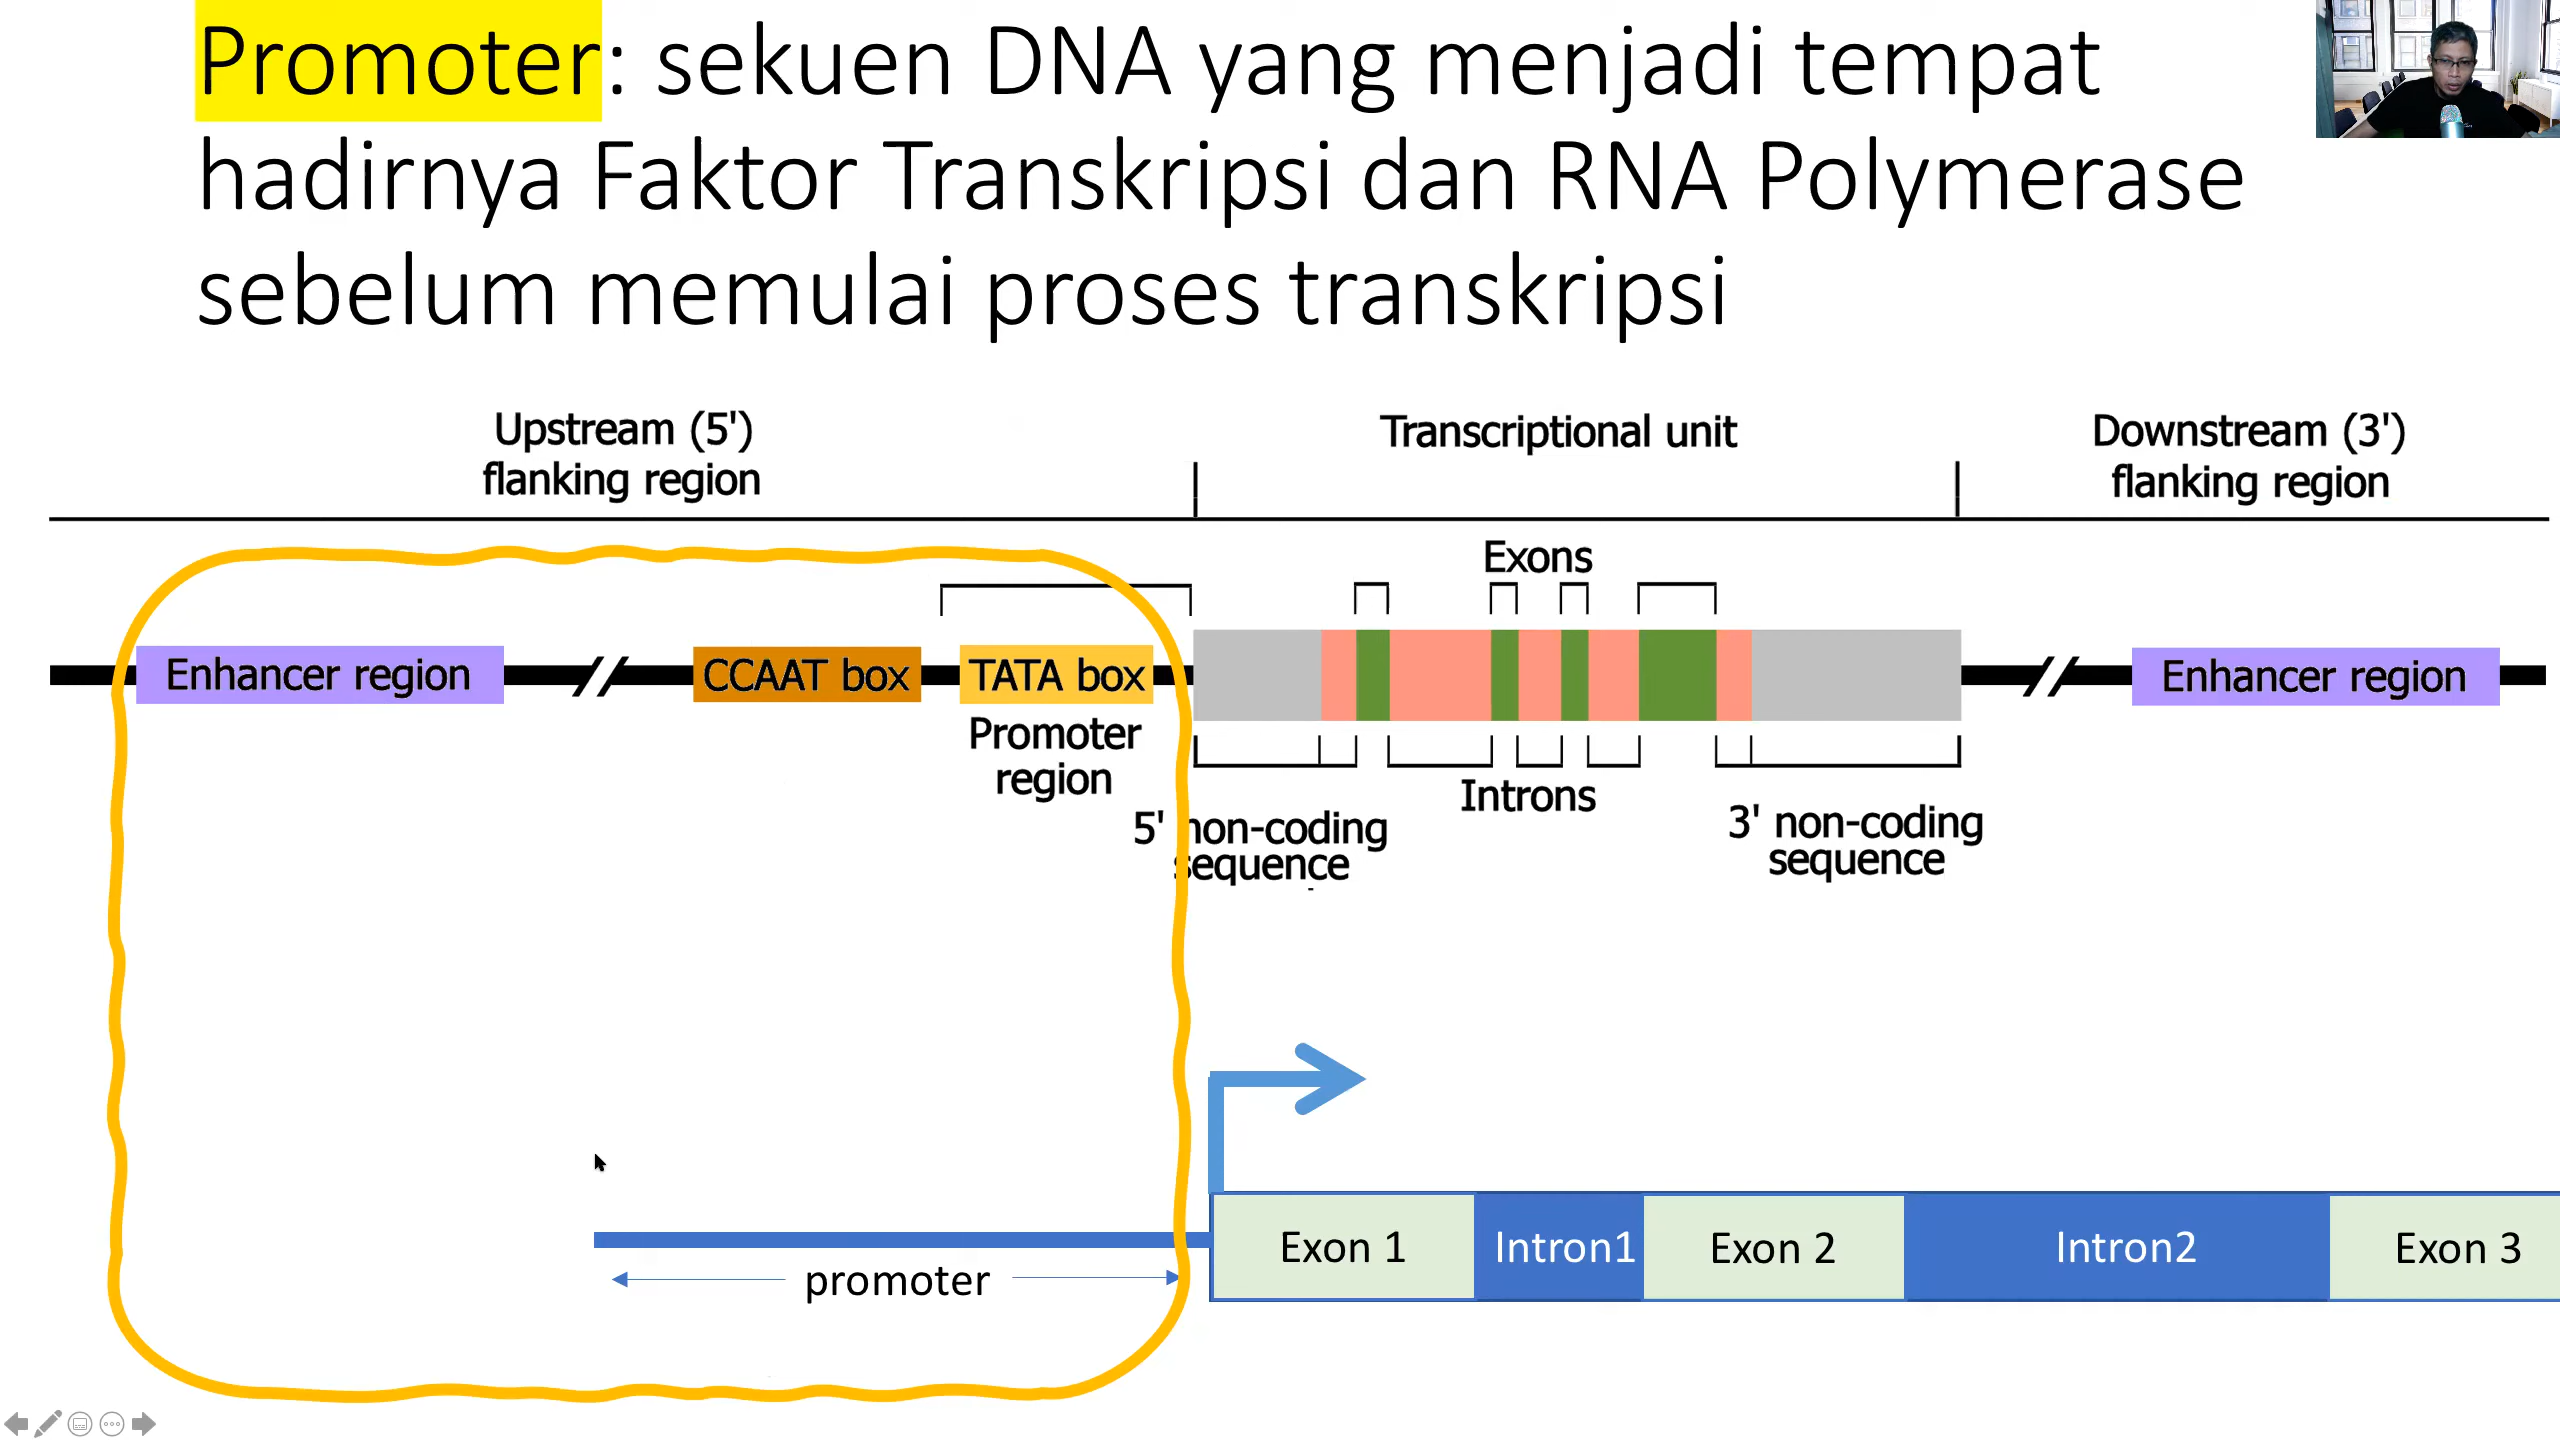 Promoter: sekuen DNA yang menjadi tempat
hadirnya Faktor Transkripsi dan RNA Polymerase
sebelum memulai proses transkripsi
Upstream (5')
flanking region
Transcriptional unit
Downstream (3')
flanking region
Exons
Enhancer region
CCAAT box
TATA box
Enhancer region
Promoter
region
Introns
5' non-coding
sequence
3' non-coding
sequence
promoter
Exon 1
Intron1
Exon 2
Intron2
Exon 3